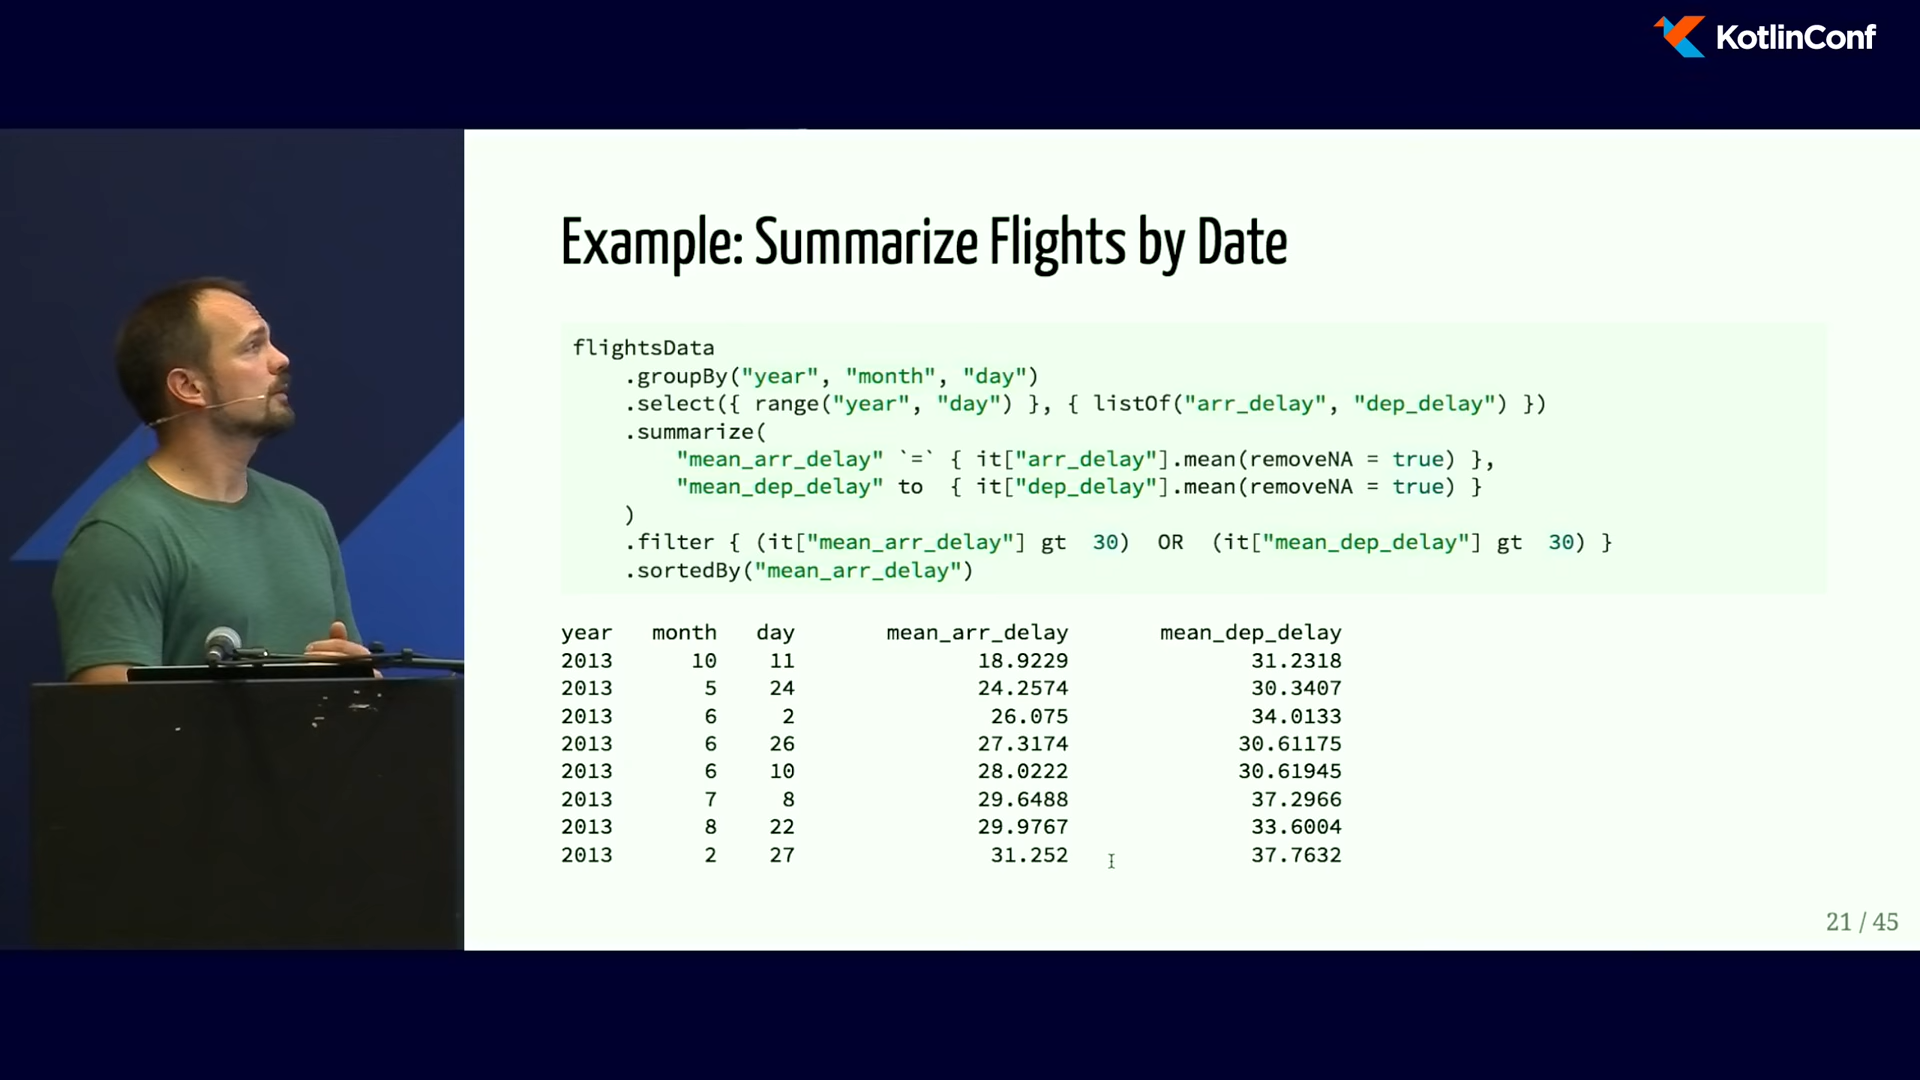 KotlinConf
Example: Summarize Flights by Date
flightsData
    .groupBy("year", "month", "day")
    .select({ range("year", "day") }, { listOf("arr_delay", "dep_delay") })
    .summarize(
        "mean_arr_delay" `=` { it["arr_delay"].mean(removeNA = true) },
        "mean_dep_delay" to  { it["dep_delay"].mean(removeNA = true) }
    )
    .filter { (it["mean_arr_delay"] gt  30)  OR  (it["mean_dep_delay"] gt  30) }
    .sortedBy("mean_arr_delay")
year   month   day       mean_arr_delay       mean_dep_delay
2013      10    11              18.9229              31.2318
2013       5    24              24.2574              30.3407
2013       6     2               26.075              34.0133
2013       6    26              27.3174             30.61175
2013       6    10              28.0222             30.61945
2013       7     8              29.6488              37.2966
2013       8    22              29.9767              33.6004
2013       2    27               31.252              37.7632
21 / 45